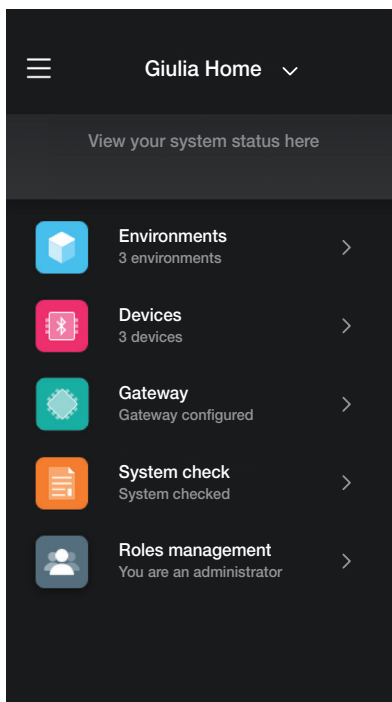 Giulia Home
View your system status here
Environments
3 environments
Devices
3 devices
Gateway
Gateway configured
System check
System checked
Roles management
You are an administrator